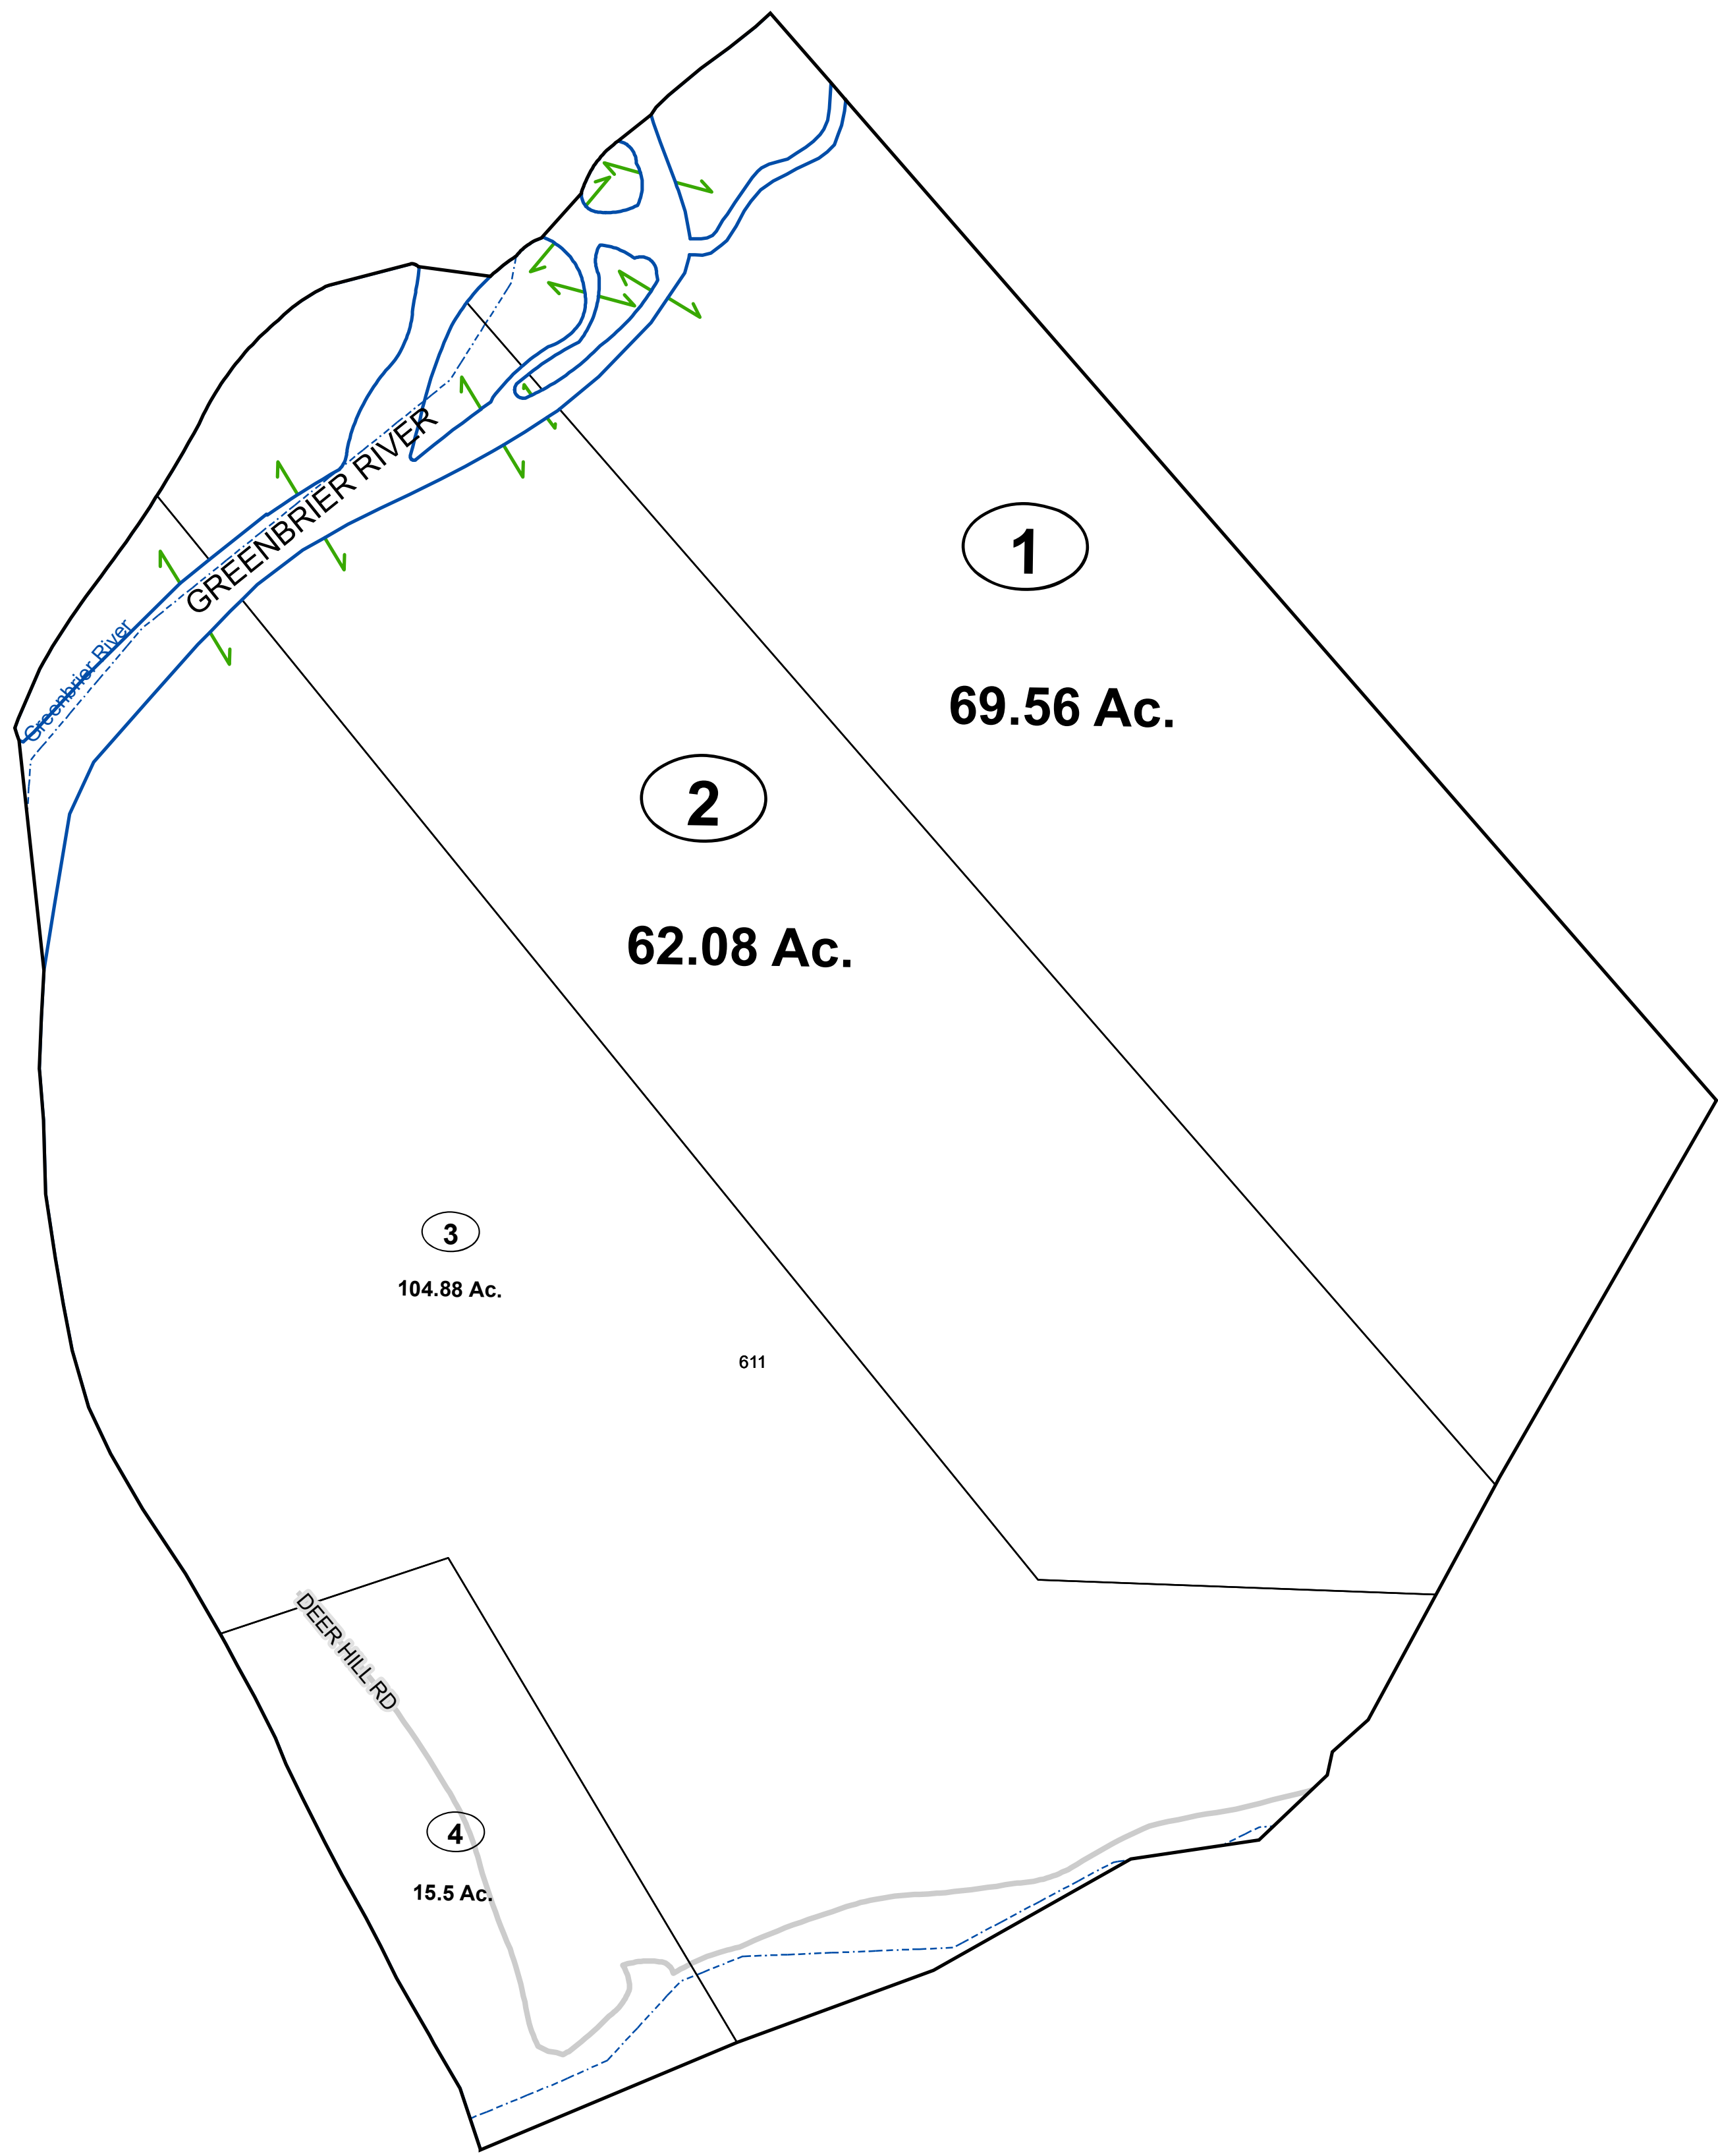 GREENBRIER RIVER
1
Greenbrier River
69.56 Ac.
2
62.08 Ac.
3
104.88 Ac.
611
DEER HILL RD
4
15.5 Ac.